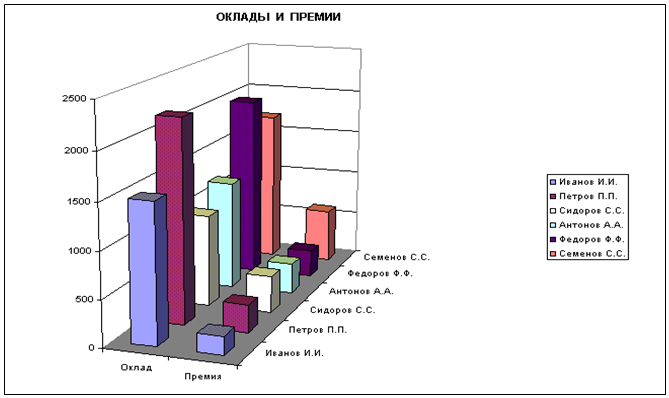 ОКЛАДЫ И ПРЕМИИ
2500
2000
1500
1000
500
0
Оклад
Премия
Иванов И.И.
Петров П.П.
Сидоров С.С.
Антонов А.А.
Федоров Ф.Ф.
Семенов С.С.
Иванов И.И.
Петров П.П.
Сидоров С.С.
Антонов А.А.
Федоров Ф.Ф.
Семенов С.С.